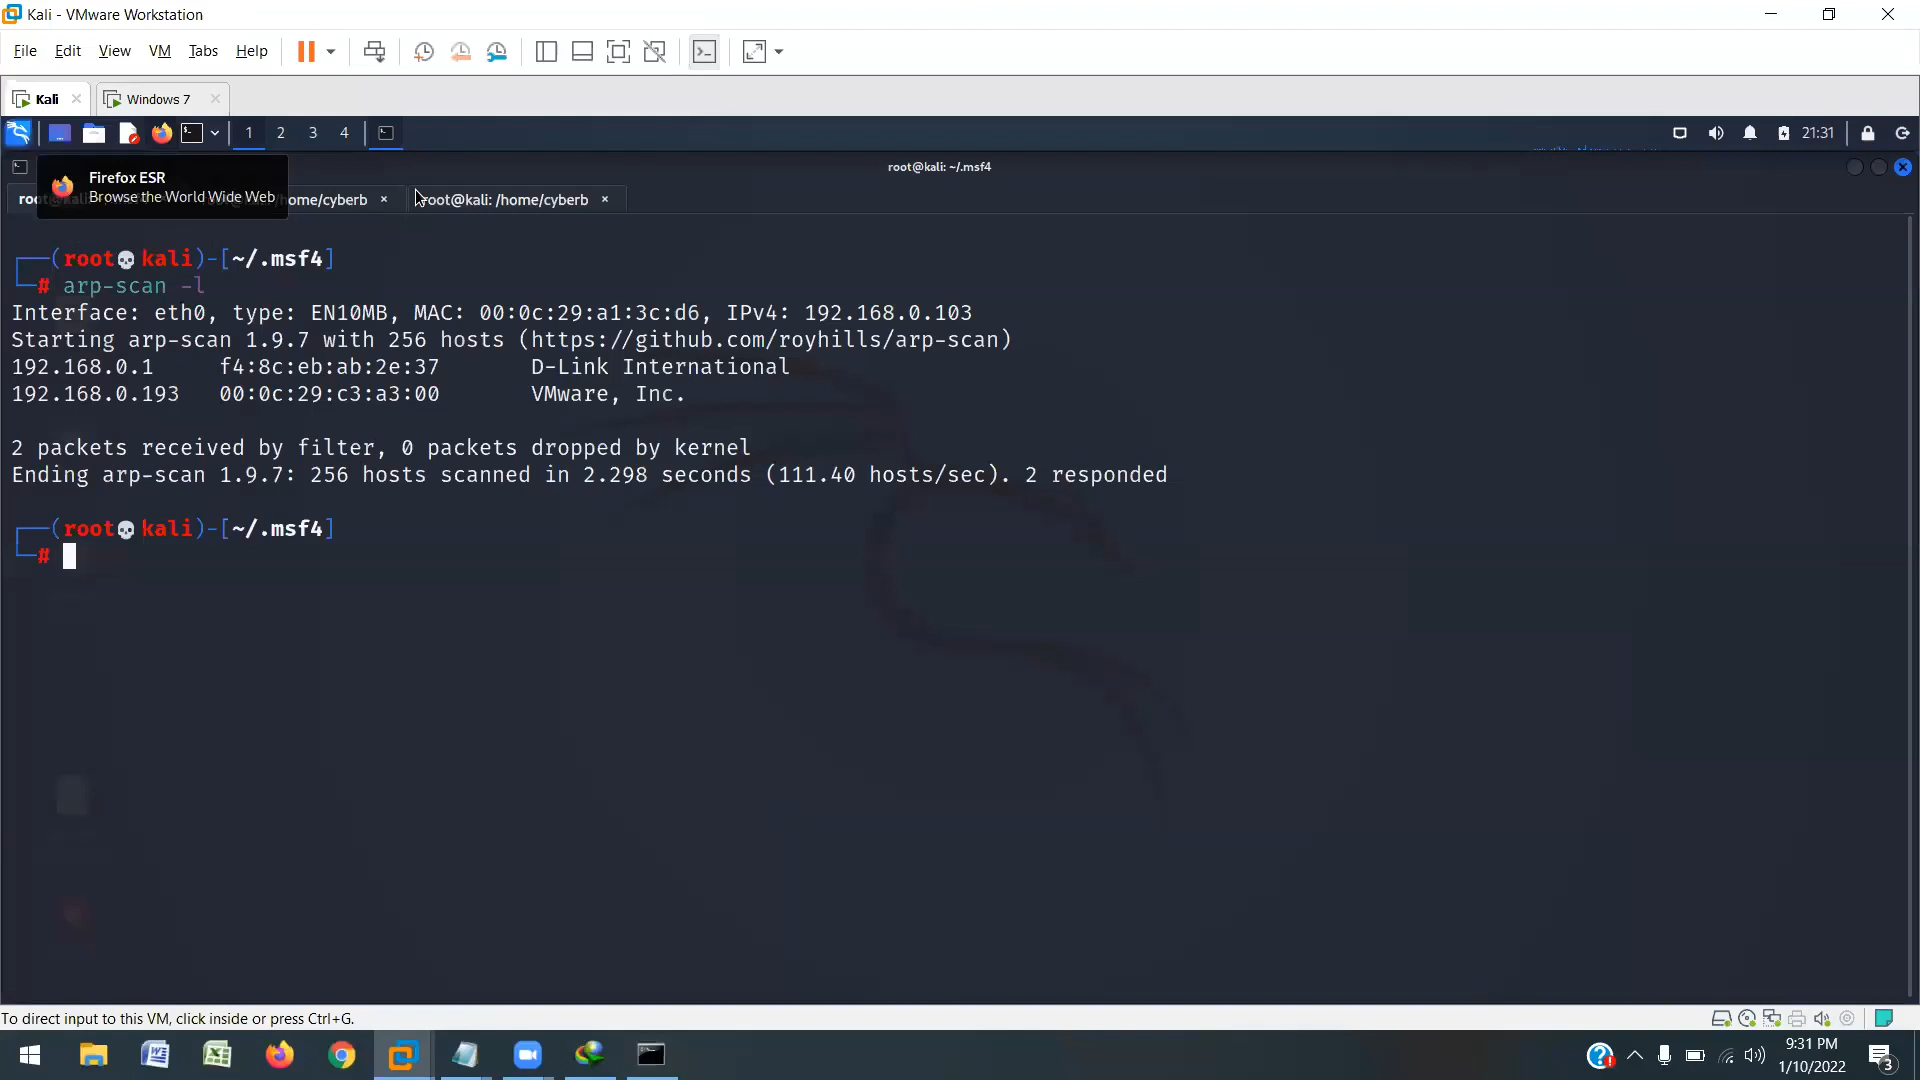 Kali - VMware Workstation
File Edit View VM Tabs Help
Kali
Windows 7
1 2 3 4
21:31
Firefox ESR
Browse the World Wide Web
root@kali: ~/.msf4
home/cyberb
root@kali: /home/cyberb
(root💀kali)-[~/.msf4]
# arp-scan -l
Interface: eth0, type: EN10MB, MAC: 00:0c:29:a1:3c:d6, IPv4: 192.168.0.103
Starting arp-scan 1.9.7 with 256 hosts (https://github.com/royhills/arp-scan)
192.168.0.1 f4:8c:eb:ab:2e:37 D-Link International
192.168.0.193 00:0c:29:c3:a3:00 VMware, Inc.
2 packets received by filter, 0 packets dropped by kernel
Ending arp-scan 1.9.7: 256 hosts scanned in 2.298 seconds (111.40 hosts/sec). 2 responded
(root💀kali)-[~/.msf4]
#
To direct input to this VM, click inside or press Ctrl+G.
9:31 PM
1/10/2022
3